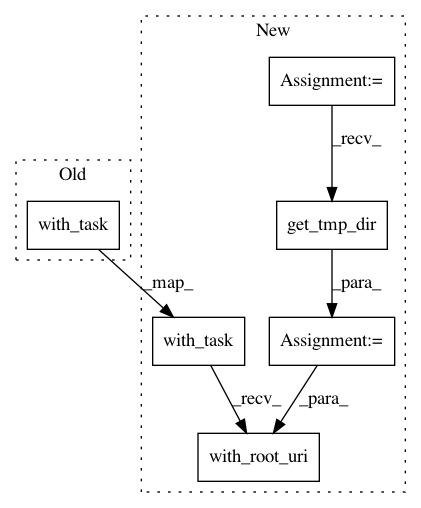 New
Assignment:=
_recv_
Old
with_task
get_tmp_dir
_map_
_para_
with_task
Assignment:=
_recv_
_para_
with_root_uri